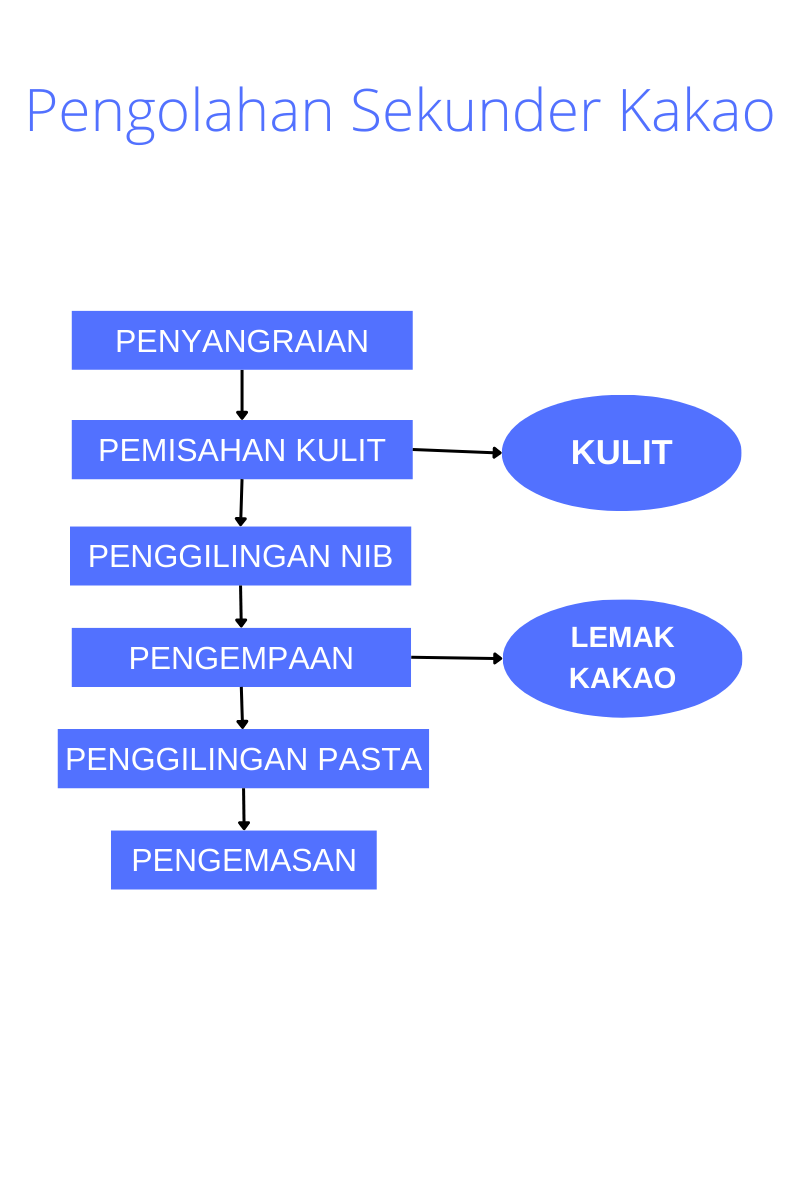 Pengolahan Sekunder Kakao
PENYANGRAIAN
PEMISAHAN KULIT
KULIT
PENGGILINGAN NIB
PENGEMPAAN
LEMAK
KAKAO
PENGGILINGAN PASTA
PENGEMASAN